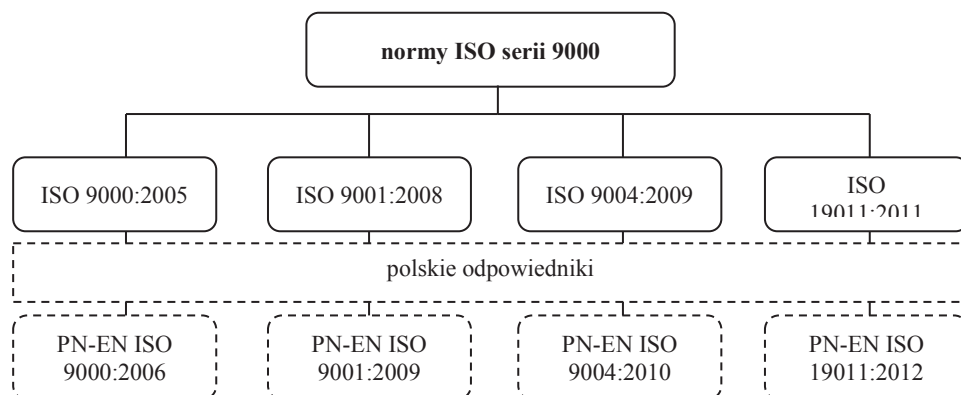 normy ISO serii 9000
ISO 9000:2005
ISO 9001:2008
ISO 9004:2009
ISO
19011:2011
polskie odpowiedniki
PN-EN ISO
9000:2006
PN-EN ISO
9001:2009
PN-EN ISO
9004:2010
PN-EN ISO
19011:2012